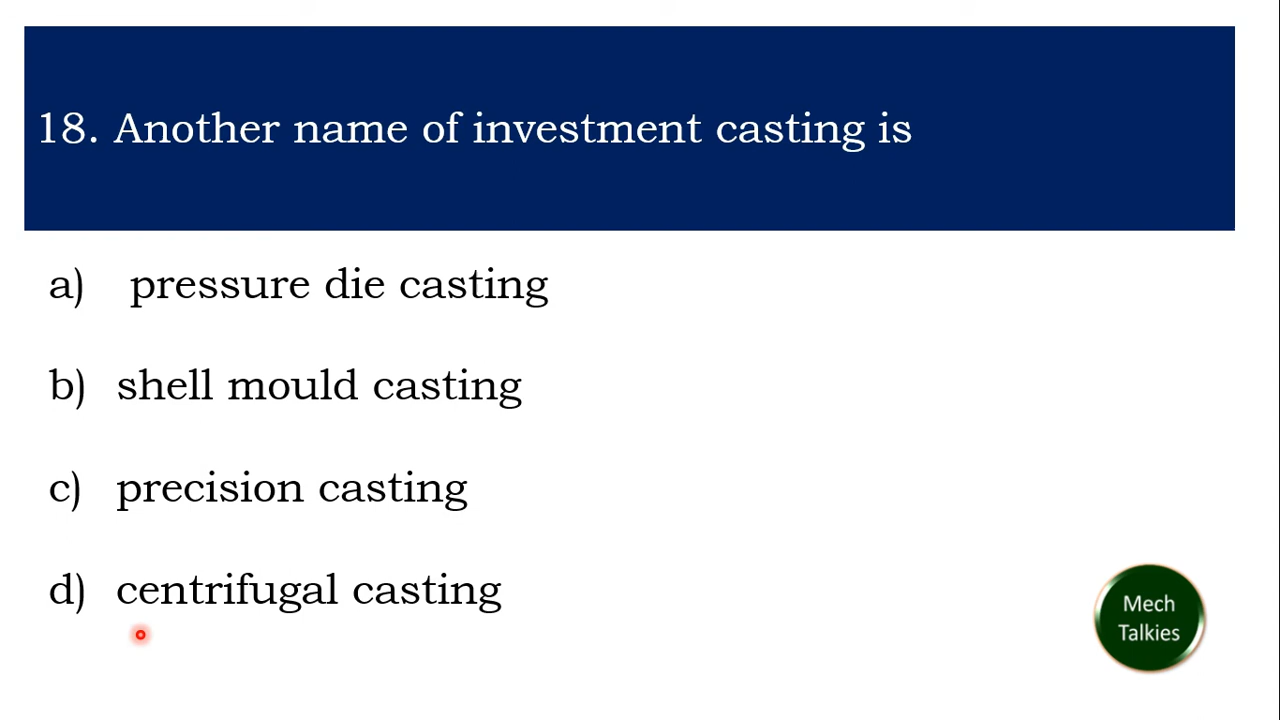 18. Another name of investment casting is
a) pressure die casting
b) shell mould casting
c) precision casting
d) centrifugal casting
Mech
Talkies